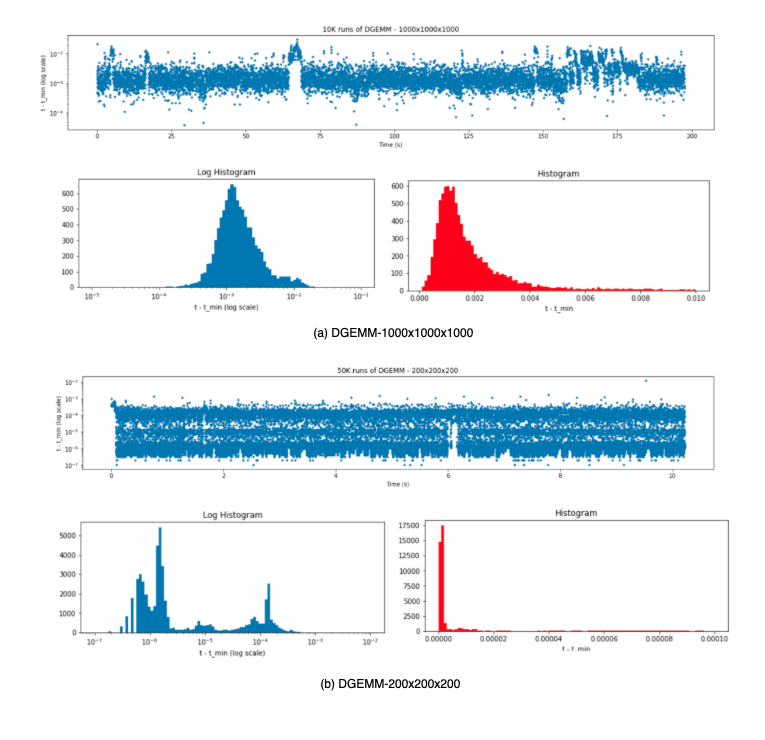 10K runs of DGEMM - 1000x1000x1000
t - t_min (log scale)
10⁻²
10⁻³
10⁻⁴
0 25 50 75 100 125 150 175 200
Time (s)
Log Histogram
600
500
400
300
200
100
0
10⁻⁵ 10⁻⁴ 10⁻³ 10⁻² 10⁻¹
t - t_min (log scale)
Histogram
600
500
400
300
200
100
0
0.000 0.002 0.004 0.006 0.008 0.010
t - t_min
(a) DGEMM-1000x1000x1000
50K runs of DGEMM - 200x200x200
t - t_min (log scale)
10⁻²
10⁻³
10⁻⁴
10⁻⁵
10⁻⁶
10⁻⁷
0 2 4 6 8 10
Time (s)
Log Histogram
5000
4000
3000
2000
1000
0
10⁻⁷ 10⁻⁶ 10⁻⁵ 10⁻⁴ 10⁻³ 10⁻²
t - t_min (log scale)
Histogram
17500
15000
12500
10000
7500
5000
2500
0
0.00000 0.00002 0.00004 0.00006 0.00008 0.00010
t - t_min
(b) DGEMM-200x200x200